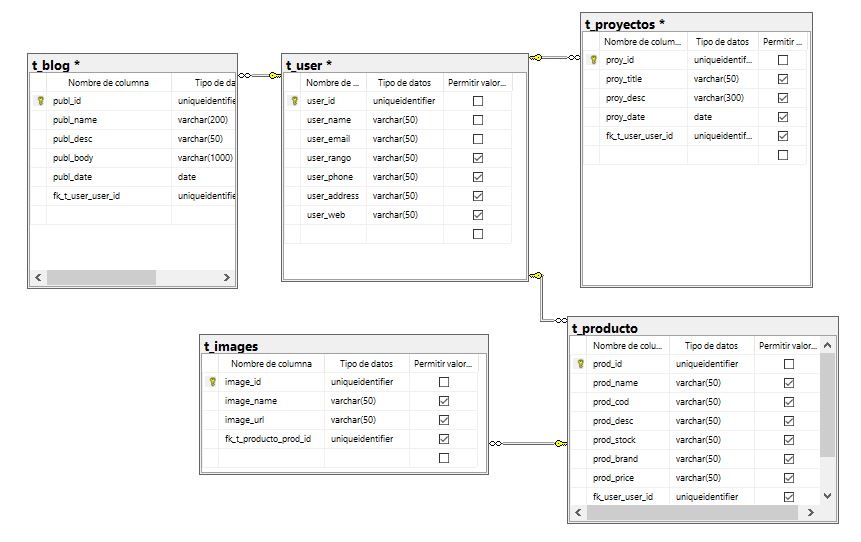 t_blog *
Nombre de columna Tipo de da
publ_id uniqueidentifie
publ_name varchar(200)
publ_desc varchar(50)
publ_body varchar(1000)
publ_date date
fk_t_user_user_id uniqueidentifie
t_user *
Nombre de ... Tipo de datos Permitir valor...
user_id uniqueidentifier
user_name varchar(50)
user_email varchar(50)
user_rango varchar(50)
user_phone varchar(50)
user_address varchar(50)
user_web varchar(50)
t_proyectos *
Nombre de colum... Tipo de datos Permitir ...
proy_id uniqueidentif...
proy_title varchar(50)
proy_desc varchar(300)
proy_date date
fk_t_user_user_id uniqueidentif...
t_images
Nombre de columna Tipo de datos Permitir valor...
image_id uniqueidentifier
image_name varchar(50)
image_url varchar(50)
fk_t_producto_prod_id uniqueidentifier
t_producto
Nombre de colu... Tipo de datos Permitir valor...
prod_id uniqueidentifier
prod_name varchar(50)
prod_cod varchar(50)
prod_desc varchar(50)
prod_stock varchar(50)
prod_brand varchar(50)
prod_price varchar(50)
fk_user_user_id uniqueidentifier